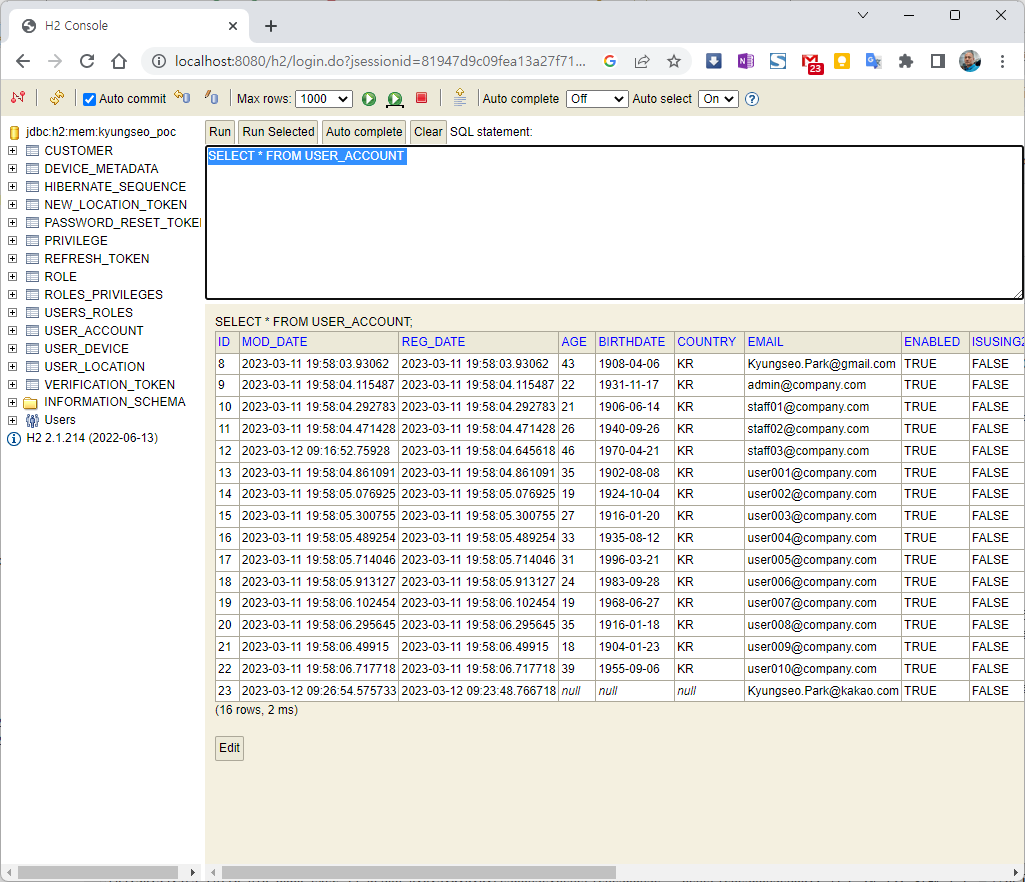 H2 Console
localhost:8080/h2/login.do?jsessionid=81947d9c09fea13a27f71...
23
Auto commit
Max rows: 1000
Auto complete Off
Auto select On
jdbc:h2:mem:kyungseo_poc
CUSTOMER
DEVICE_METADATA
HIBERNATE_SEQUENCE
NEW_LOCATION_TOKEN
PASSWORD_RESET_TOKE
PRIVILEGE
REFRESH_TOKEN
ROLE
ROLES_PRIVILEGES
USERS_ROLES
USER_ACCOUNT
USER_DEVICE
USER_LOCATION
VERIFICATION_TOKEN
INFORMATION_SCHEMA
Users
H2 2.1.214 (2022-06-13)
Run Run Selected Auto complete Clear SQL statement:
SELECT * FROM USER_ACCOUNT
SELECT * FROM USER_ACCOUNT;
ID MOD_DATE REG_DATE AGE BIRTHDATE COUNTRY EMAIL ENABLED ISUSING2
8 2023-03-11 19:58:03.93062 2023-03-11 19:58:03.93062 43 1908-04-06 KR Kyungseo.Park@gmail.com TRUE FALSE
9 2023-03-11 19:58:04.115487 2023-03-11 19:58:04.115487 22 1931-11-17 KR admin@company.com TRUE FALSE
10 2023-03-11 19:58:04.292783 2023-03-11 19:58:04.292783 21 1906-06-14 KR staff01@company.com TRUE FALSE
11 2023-03-11 19:58:04.471428 2023-03-11 19:58:04.471428 26 1940-09-26 KR staff02@company.com TRUE FALSE
12 2023-03-12 09:16:52.75928 2023-03-11 19:58:04.645618 46 1970-04-21 KR staff03@company.com TRUE FALSE
13 2023-03-11 19:58:04.861091 2023-03-11 19:58:04.861091 35 1902-08-08 KR user001@company.com TRUE FALSE
14 2023-03-11 19:58:05.076925 2023-03-11 19:58:05.076925 19 1924-10-04 KR user002@company.com TRUE FALSE
15 2023-03-11 19:58:05.300755 2023-03-11 19:58:05.300755 27 1916-01-20 KR user003@company.com TRUE FALSE
16 2023-03-11 19:58:05.489254 2023-03-11 19:58:05.489254 33 1935-08-12 KR user004@company.com TRUE FALSE
17 2023-03-11 19:58:05.714046 2023-03-11 19:58:05.714046 31 1996-03-21 KR user005@company.com TRUE FALSE
18 2023-03-11 19:58:05.913127 2023-03-11 19:58:05.913127 24 1983-09-28 KR user006@company.com TRUE FALSE
19 2023-03-11 19:58:06.102454 2023-03-11 19:58:06.102454 19 1968-06-27 KR user007@company.com TRUE FALSE
20 2023-03-11 19:58:06.295645 2023-03-11 19:58:06.295645 35 1916-01-18 KR user008@company.com TRUE FALSE
21 2023-03-11 19:58:06.49915 2023-03-11 19:58:06.49915 18 1904-01-23 KR user009@company.com TRUE FALSE
22 2023-03-11 19:58:06.717718 2023-03-11 19:58:06.717718 39 1955-09-06 KR user010@company.com TRUE FALSE
23 2023-03-12 09:26:54.575733 2023-03-12 09:23:48.766718 null null null Kyungseo.Park@kakao.com TRUE FALSE
(16 rows, 2 ms)
Edit